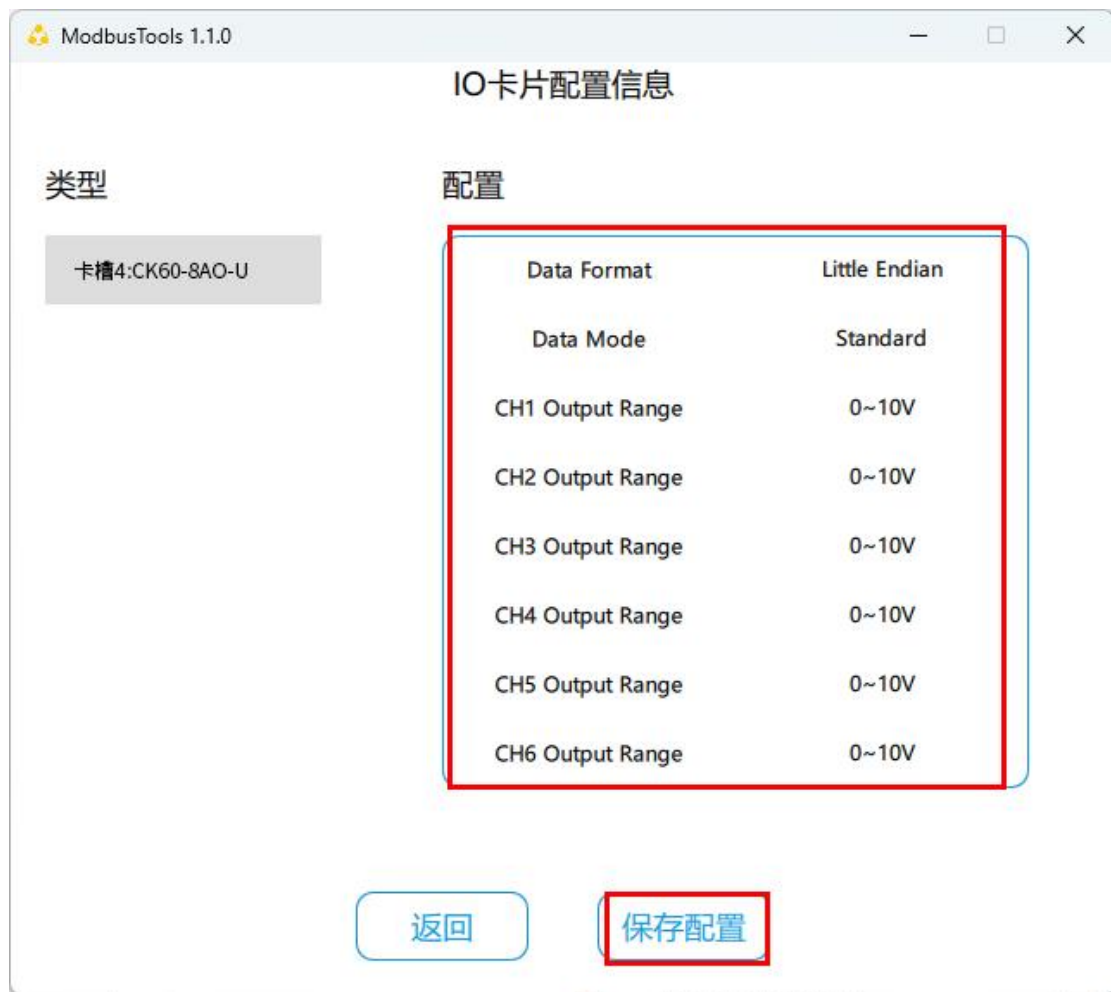 ModbusTools 1.1.0
IO卡片配置信息
类型
配置
卡槽4:CK60-8AO-U
Data Format Little Endian
Data Mode Standard
CH1 Output Range 0~10V
CH2 Output Range 0~10V
CH3 Output Range 0~10V
CH4 Output Range 0~10V
CH5 Output Range 0~10V
CH6 Output Range 0~10V
返回
保存配置